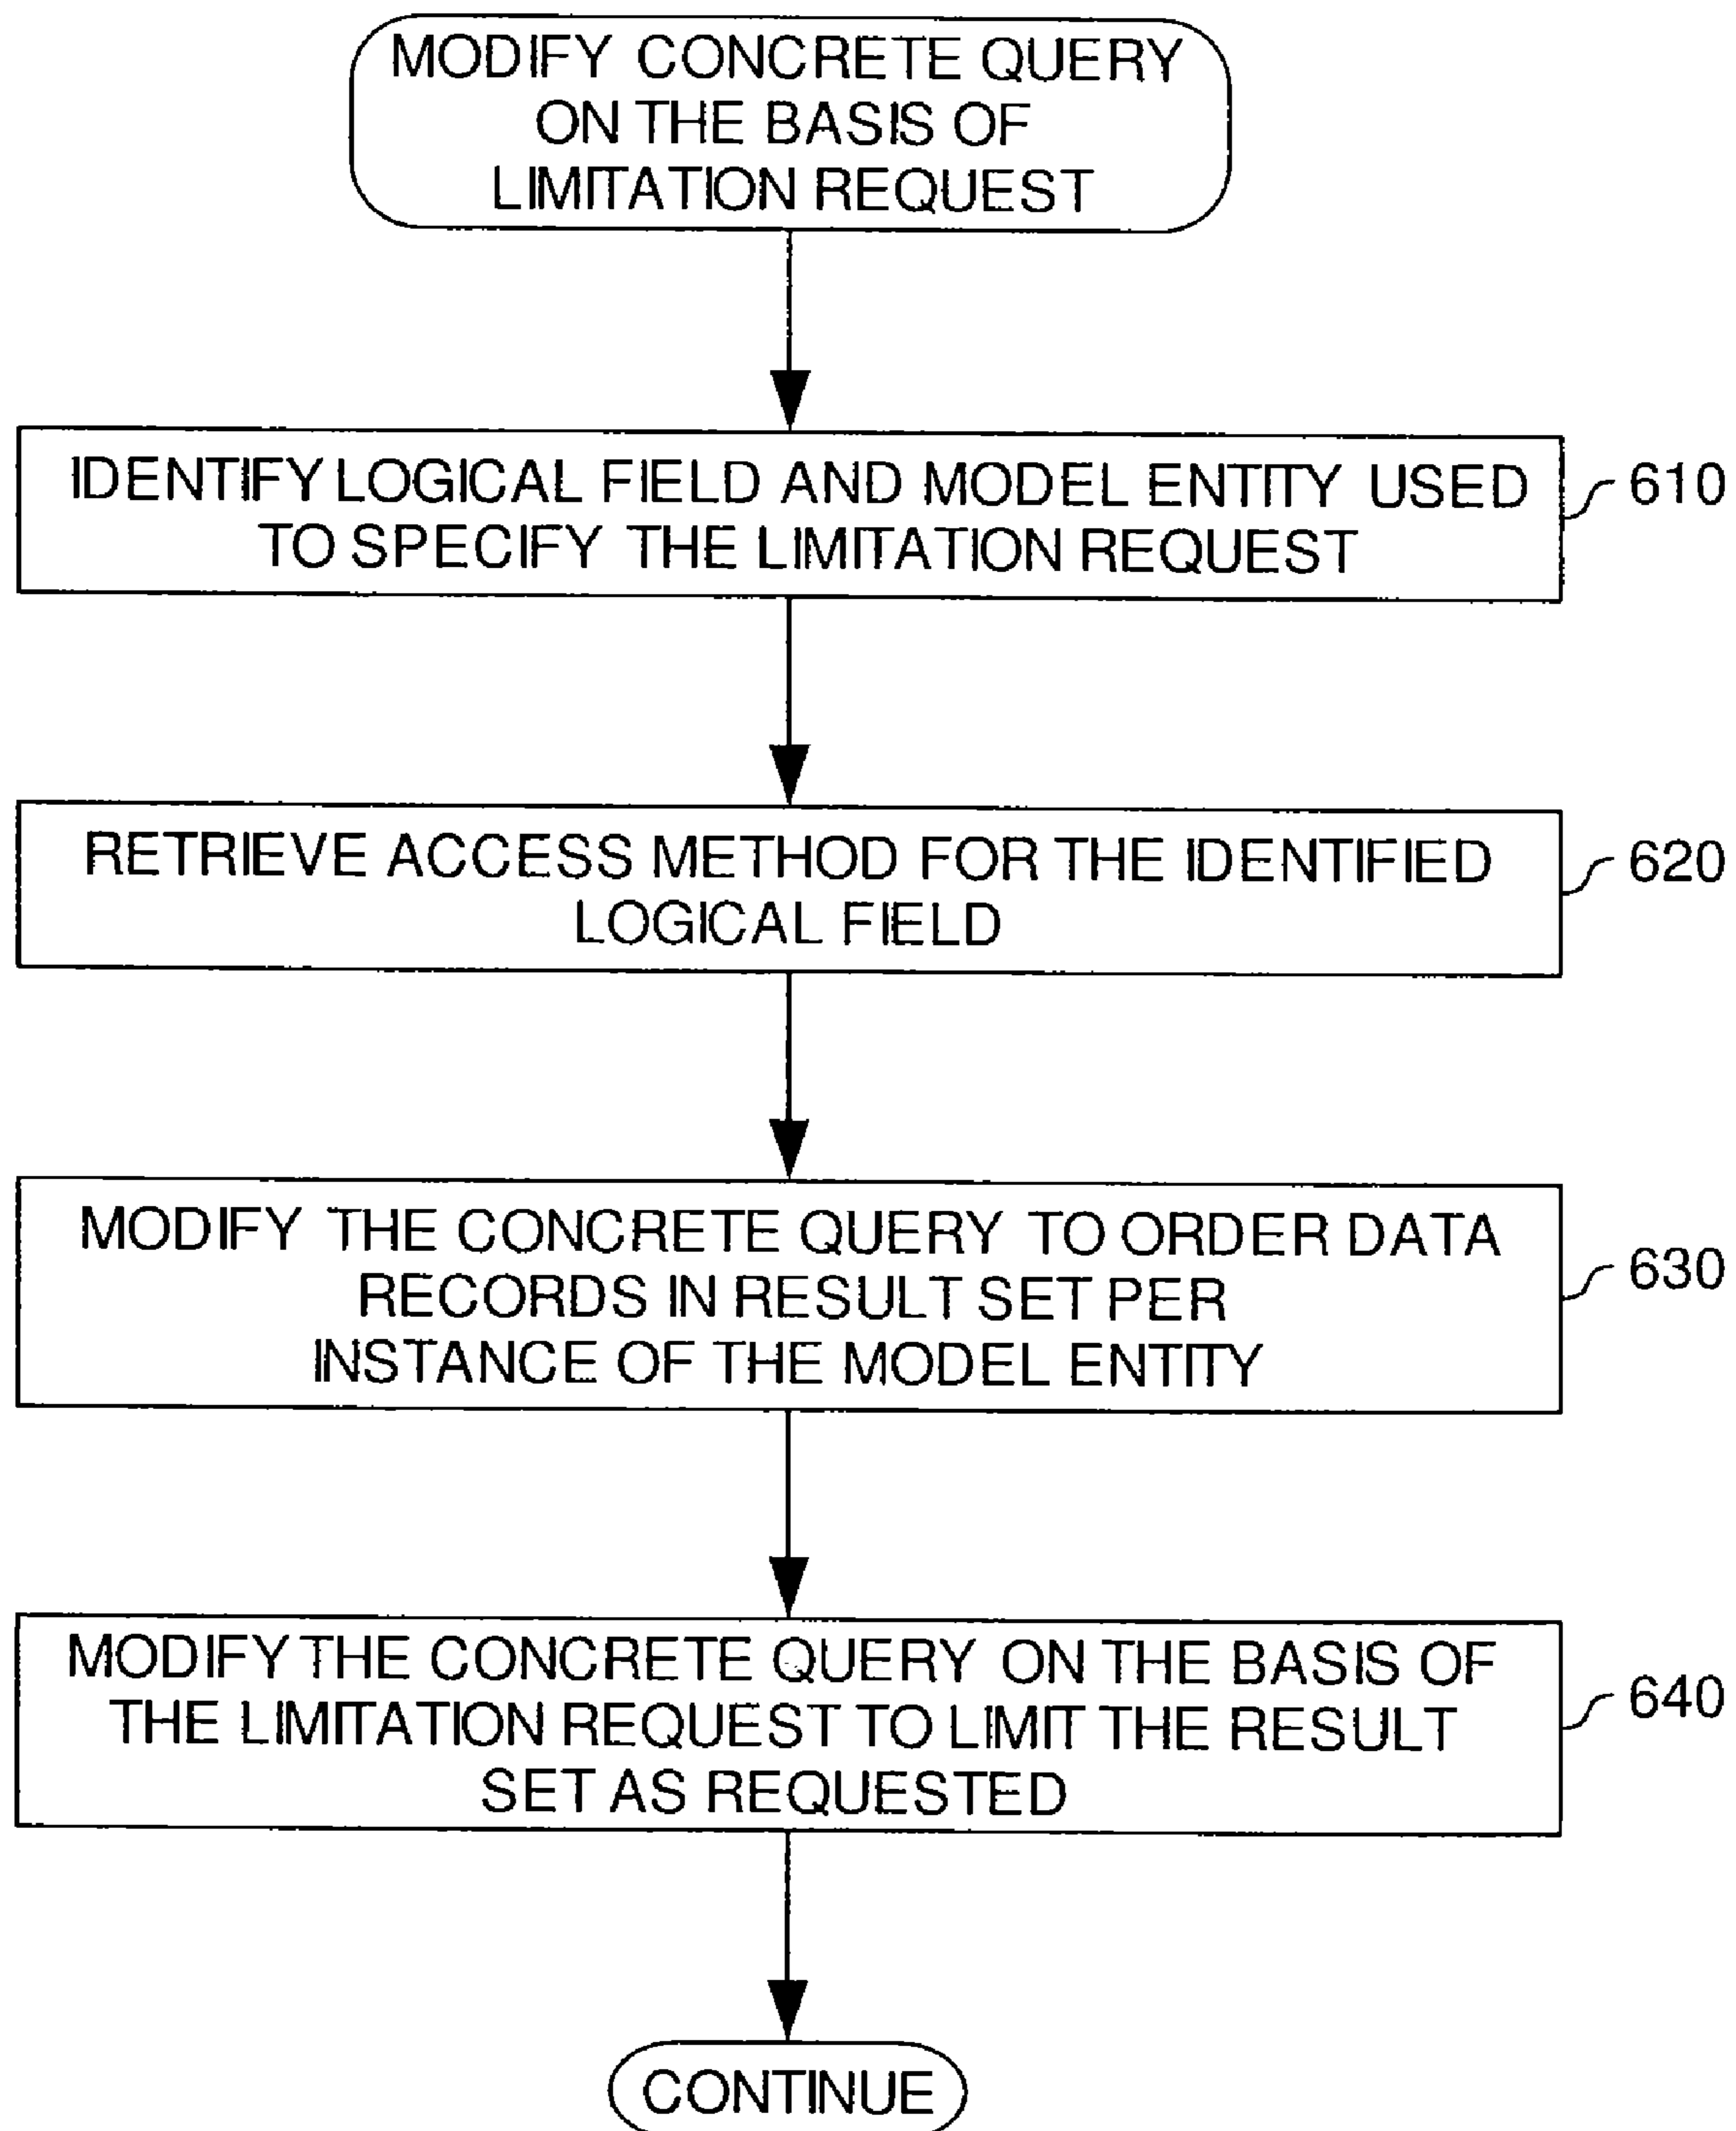 MODIFY CONCRETE QUERY
ON THE BASIS OF
LIMITATION REQUEST
IDENTIFY LOGICAL FIELD AND MODEL ENTITY USED
TO SPECIFY THE LIMITATION REQUEST
610
RETRIEVE ACCESS METHOD FOR THE IDENTIFIED
LOGICAL FIELD
620
MODIFY THE CONCRETE QUERY TO ORDER DATA
RECORDS IN RESULT SET PER
INSTANCE OF THE MODEL ENTITY
630
MODIFY THE CONCRETE QUERY ON THE BASIS OF
THE LIMITATION REQUEST TO LIMIT THE RESULT
SET AS REQUESTED
640
CONTINUE